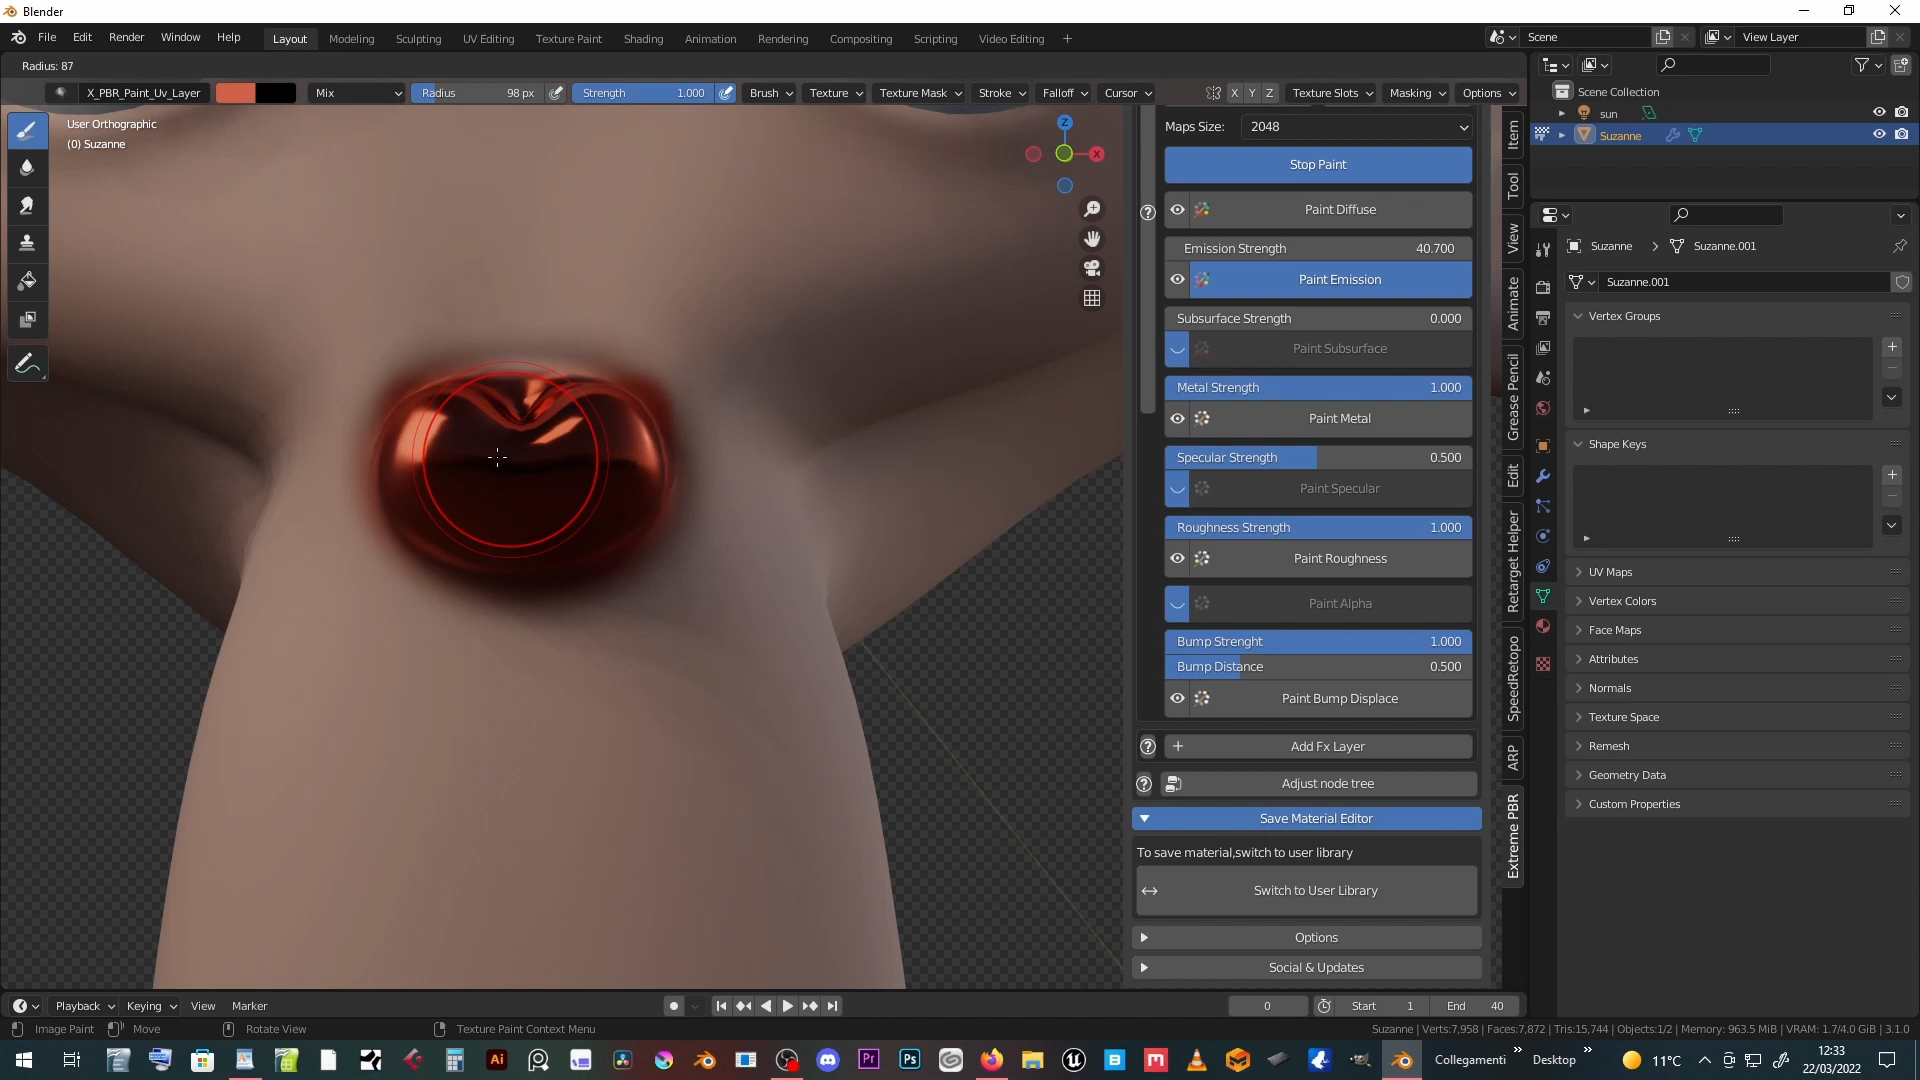 Blender
File Edit Render Window Help
Layout Modeling Sculpting UV Editing Texture Paint Shading Animation Rendering Compositing Scripting Video Editing +
Scene
View Layer
Radius: 87
X_PBR_Paint_Uv_Layer Mix Radius 98 px Strength 1.000 Brush Texture Texture Mask Stroke Falloff Cursor X Y Z Texture Slots Masking Options
User Orthographic
(0) Suzanne
Z
X
Maps Size: 2048
Stop Paint
Paint Diffuse
Emission Strength 40.700
Paint Emission
Subsurface Strength 0.000
Paint Subsurface
Metal Strength 1.000
Paint Metal
Specular Strength 0.500
Paint Specular
Roughness Strength 1.000
Paint Roughness
Paint Alpha
Bump Strenght 1.000
Bump Distance 0.500
Paint Bump Displace
Add Fx Layer
Adjust node tree
Save Material Editor
To save material,switch to user library
Switch to User Library
Options
Social & Updates
Item
Tool
View
Animate
Grease Pencil
Edit
Retarget Helper
SpeedRetopo
ARP
Extreme PBR
Scene Collection
sun
Suzanne
Suzanne > Suzanne.001
Suzanne.001
Vertex Groups
Shape Keys
UV Maps
Vertex Colors
Face Maps
Attributes
Normals
Texture Space
Remesh
Geometry Data
Custom Properties
Playback Keying View Marker
0 Start 1 End 40
Image Paint Move Rotate View Texture Paint Context Menu
Suzanne | Verts:7,958 | Faces:7,872 | Tris:15,744 | Objects:1/2 | Memory: 963.5 MiB | VRAM: 1.7/4.0 GiB | 3.1.0
Ai Pr Ps B Collegamenti » Desktop » 11°C 12:33
22/03/2022